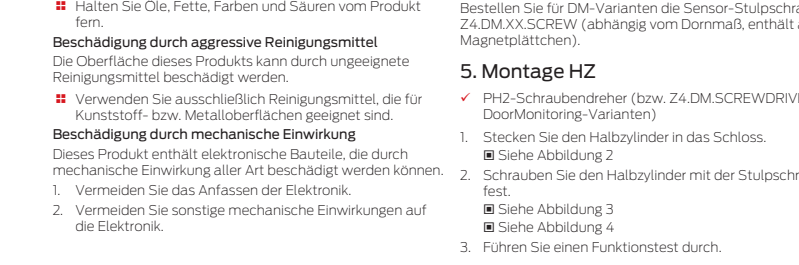 Halten Sie Öle, Fette, Farben und Säuren vom Produkt
fern.
Beschädigung durch aggressive Reinigungsmittel
Die Oberfläche dieses Produkts kann durch ungeeignete
Reinigungsmittel beschädigt werden.
Verwenden Sie ausschließlich Reinigungsmittel, die für
Kunststoff- bzw. Metalloberflächen geeignet sind.
Beschädigung durch mechanische Einwirkung
Dieses Produkt enthält elektronische Bauteile, die durch
mechanische Einwirkung aller Art beschädigt werden können.
1. Vermeiden Sie das Anfassen der Elektronik.
2. Vermeiden Sie sonstige mechanische Einwirkungen auf
die Elektronik.
Bestellen Sie für DM-Varianten die Sensor-Stulpschra
Z4.DM.XX.SCREW (abhängig vom Dornmaß, enthält
Magnetplättchen).
5. Montage HZ
✓ PH2-Schraubendreher (bzw. Z4.DM.SCREWDRIV
DoorMonitoring-Varianten)
1. Stecken Sie den Halbzylinder in das Schloss.
Siehe Abbildung 2
2. Schrauben Sie den Halbzylinder mit der Stulpschr
fest.
Siehe Abbildung 3
Siehe Abbildung 4
3. Führen Sie einen Funktionstest durch.